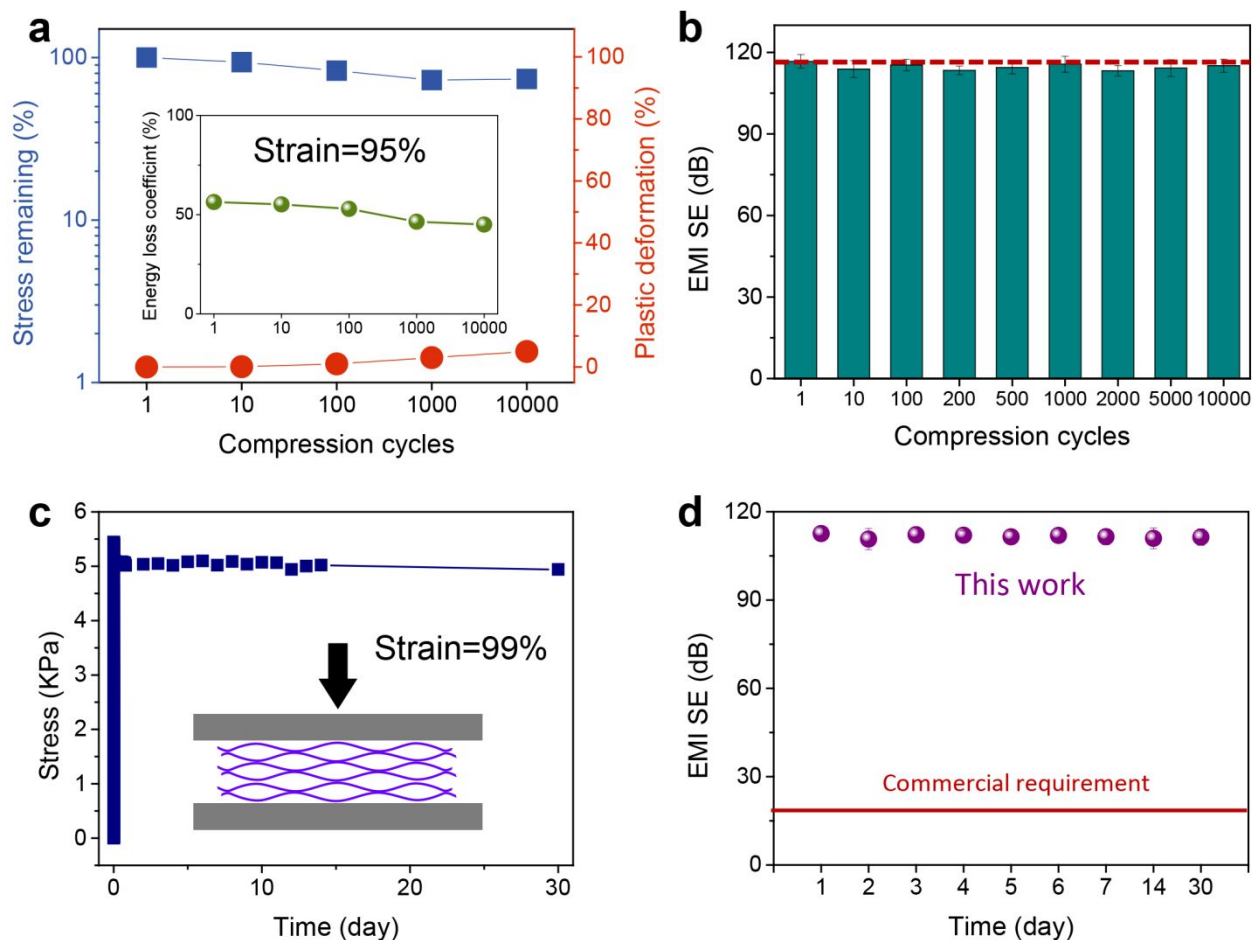 a
Stress remaining (%)
100
10
1
Plastic deformation (%)
100
80
60
40
20
0
Energy loss coefficint (%)
100
50
0
Strain=95%
1 10 100 1000 10000
1 10 100 1000 10000
Compression cycles
b
EMI SE (dB)
120
90
60
30
0
1 10 100 200 500 1000 2000 5000 10000
Compression cycles
c
Stress (KPa)
6
5
4
3
2
1
0
Strain=99%
0 10 20 30
Time (day)
d
EMI SE (dB)
120
90
60
30
0
This work
Commercial requirement
1 2 3 4 5 6 7 14 30
Time (day)